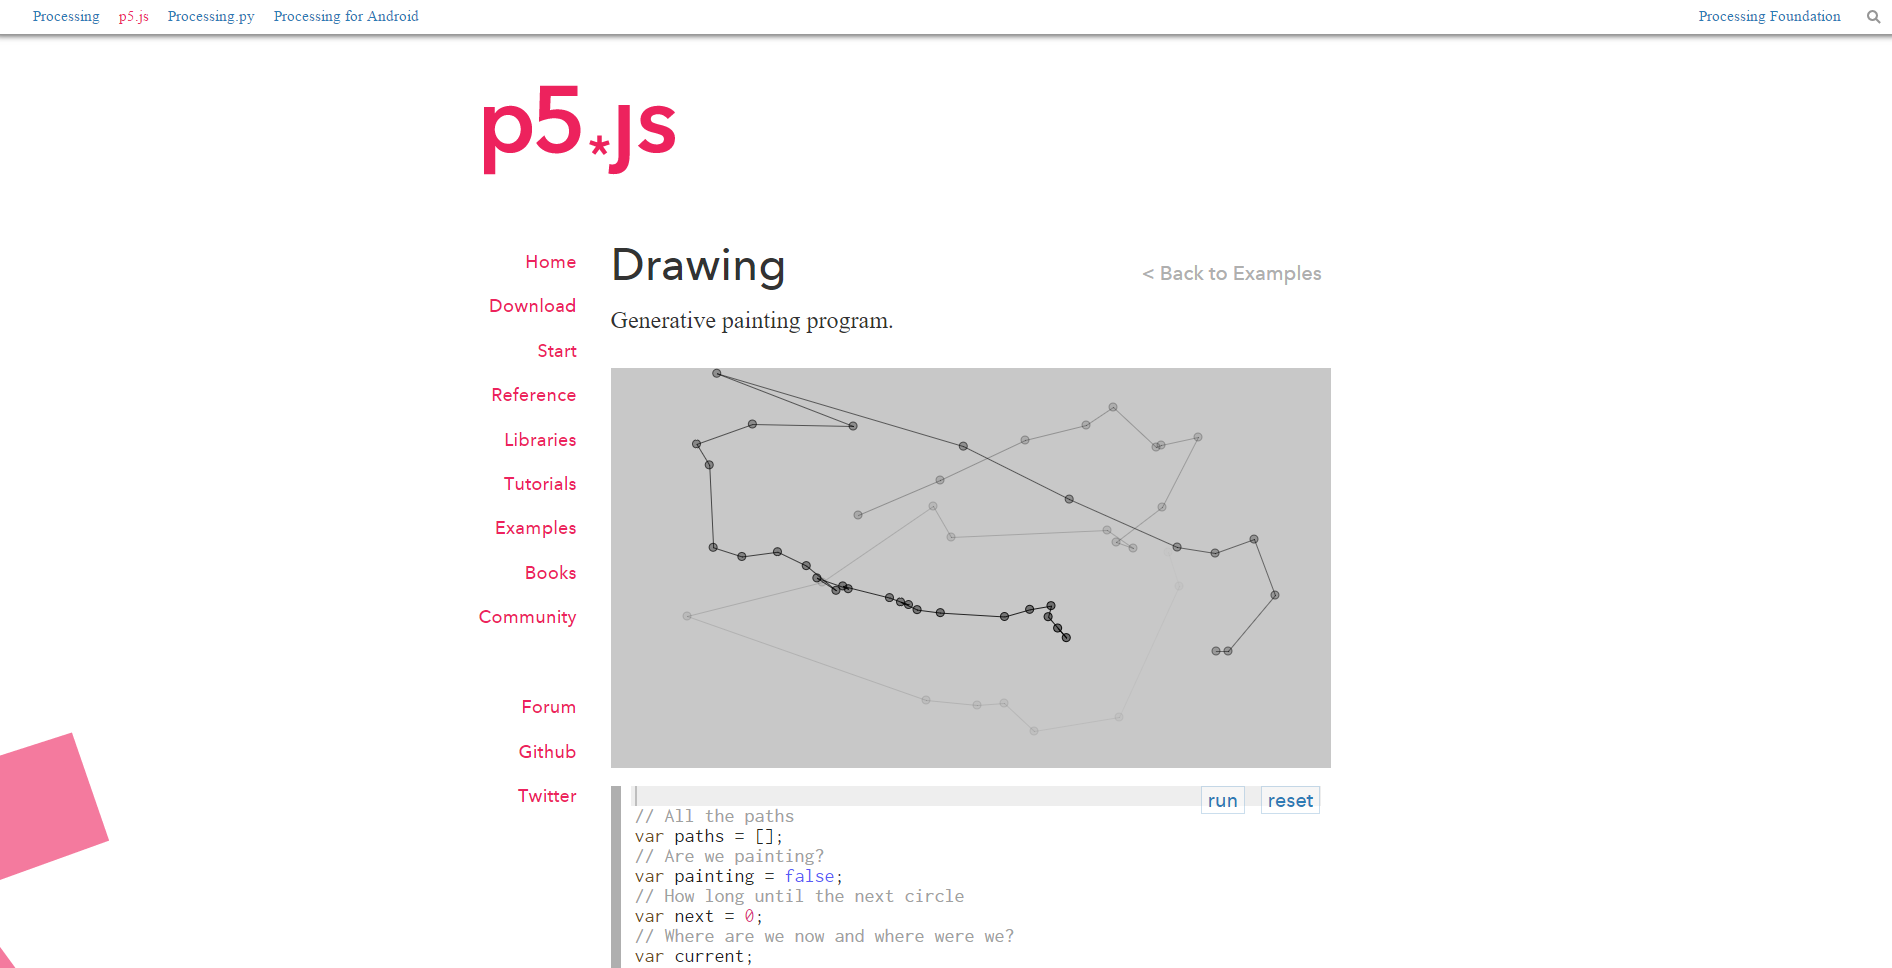 Processing p5.js Processing.py Processing for Android Processing Foundation
p5*js
Home
Download
Start
Reference
Libraries
Tutorials
Examples
Books
Community
Forum
Github
Twitter
Drawing
< Back to Examples
Generative painting program.
run reset
// All the paths
var paths = [];
// Are we painting?
var painting = false;
// How long until the next circle
var next = 0;
// Where are we now and where were we?
var current;